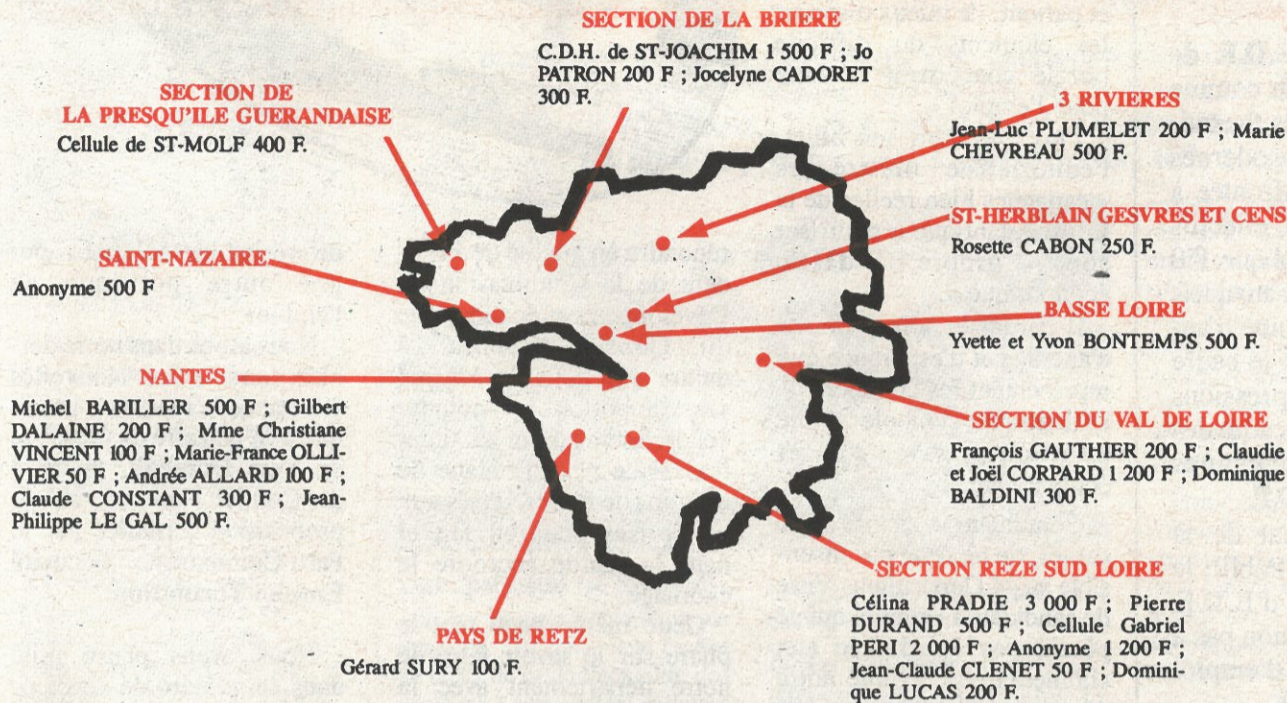 SECTION DE LA BRIERE
C.D.H. de ST-JOACHIM 1 500 F ; Jo
PATRON 200 F ; Jocelyne CADORET
300 F.
SECTION DE
LA PRESQU'ILE GUERANDAISE
Cellule de ST-MOLF 400 F.
3 RIVIERES
Jean-Luc PLUMELET 200 F ; Marie
CHEVREAU 500 F.
ST-HERBLAIN GESVRES ET CENS
Rosette CABON 250 F.
SAINT-NAZAIRE
Anonyme 500 F
BASSE LOIRE
Yvette et Yvon BONTEMPS 500 F.
NANTES
Michel BARILLER 500 F ; Gilbert
DALAINE 200 F ; Mme Christiane
VINCENT 100 F ; Marie-France OLLI-
VIER 50 F ; Andrée ALLARD 100 F ;
Claude CONSTANT 300 F ; Jean-
Philippe LE GAL 500 F.
SECTION DU VAL DE LOIRE
François GAUTHIER 200 F ; Claudie
et Joël CORPARD 1 200 F ; Dominique
BALDINI 300 F.
SECTION REZE SUD LOIRE
Célina PRADIE 3 000 F ; Pierre
DURAND 500 F ; Cellule Gabriel
PERI 2 000 F ; Anonyme 1 200 F ;
Jean-Claude CLENET 50 F ; Domini-
que LUCAS 200 F.
PAYS DE RETZ
Gérard SURY 100 F.